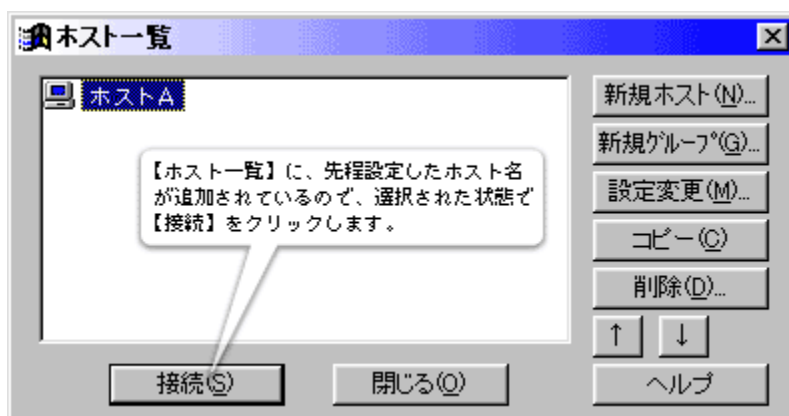 ホスト一覧
ホストA
【ホスト一覧】に、先程設定したホスト名
が追加されているので、選択された状態で
【接続】をクリックします。
新規ホスト(N)...
新規ｸﾞﾙｰﾌﾟ(G)...
設定変更(M)...
コピー(C)
削除(D)...
↑ ↓
接続(S) 閉じる(O) ヘルプ